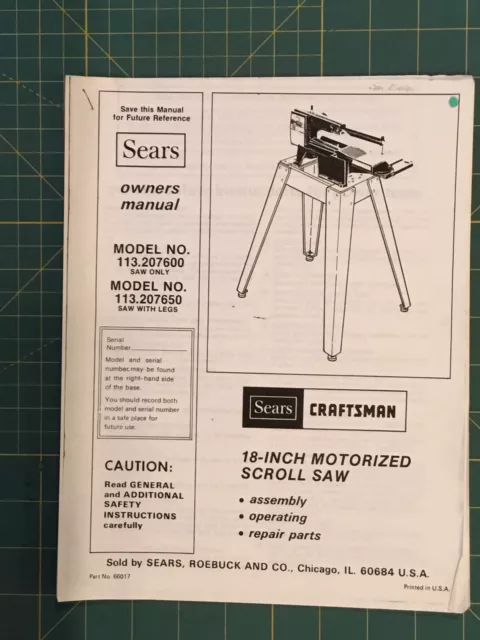 Save this Manual
for Future Reference
Sears
owners
manual
MODEL NO.
113.207600
SAW ONLY
MODEL NO.
113.207650
SAW WITH LEGS
Serial
Number
Model and serial
number may be found
at the right-hand side
of the base.
You should record both
model and serial number
in a safe place for
future use.
CAUTION:
Read GENERAL
and ADDITIONAL
SAFETY
INSTRUCTIONS
carefully
Sears CRAFTSMAN
18-INCH MOTORIZED
SCROLL SAW
• assembly
• operating
• repair parts
Sold by SEARS, ROEBUCK AND CO., Chicago, IL. 60684 U.S.A.
Part No. 66017
Printed in U.S.A.